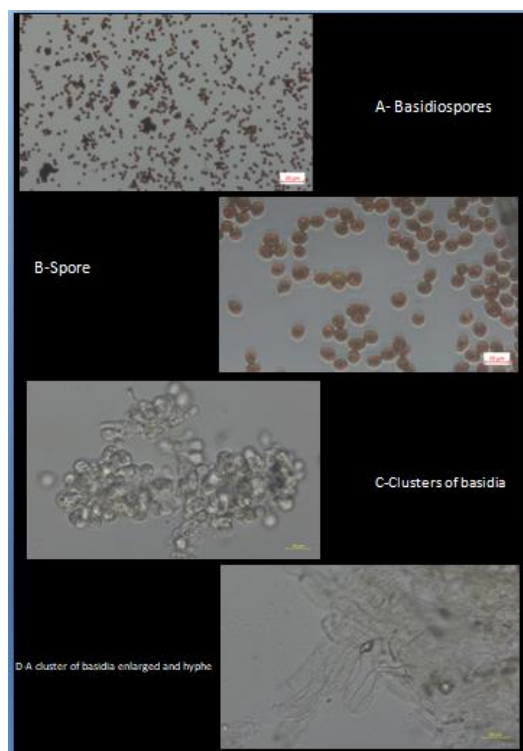 A- Basidiospores
B-Spore
C-Clusters of basidia
D-A cluster of basidia enlarged and hyphe